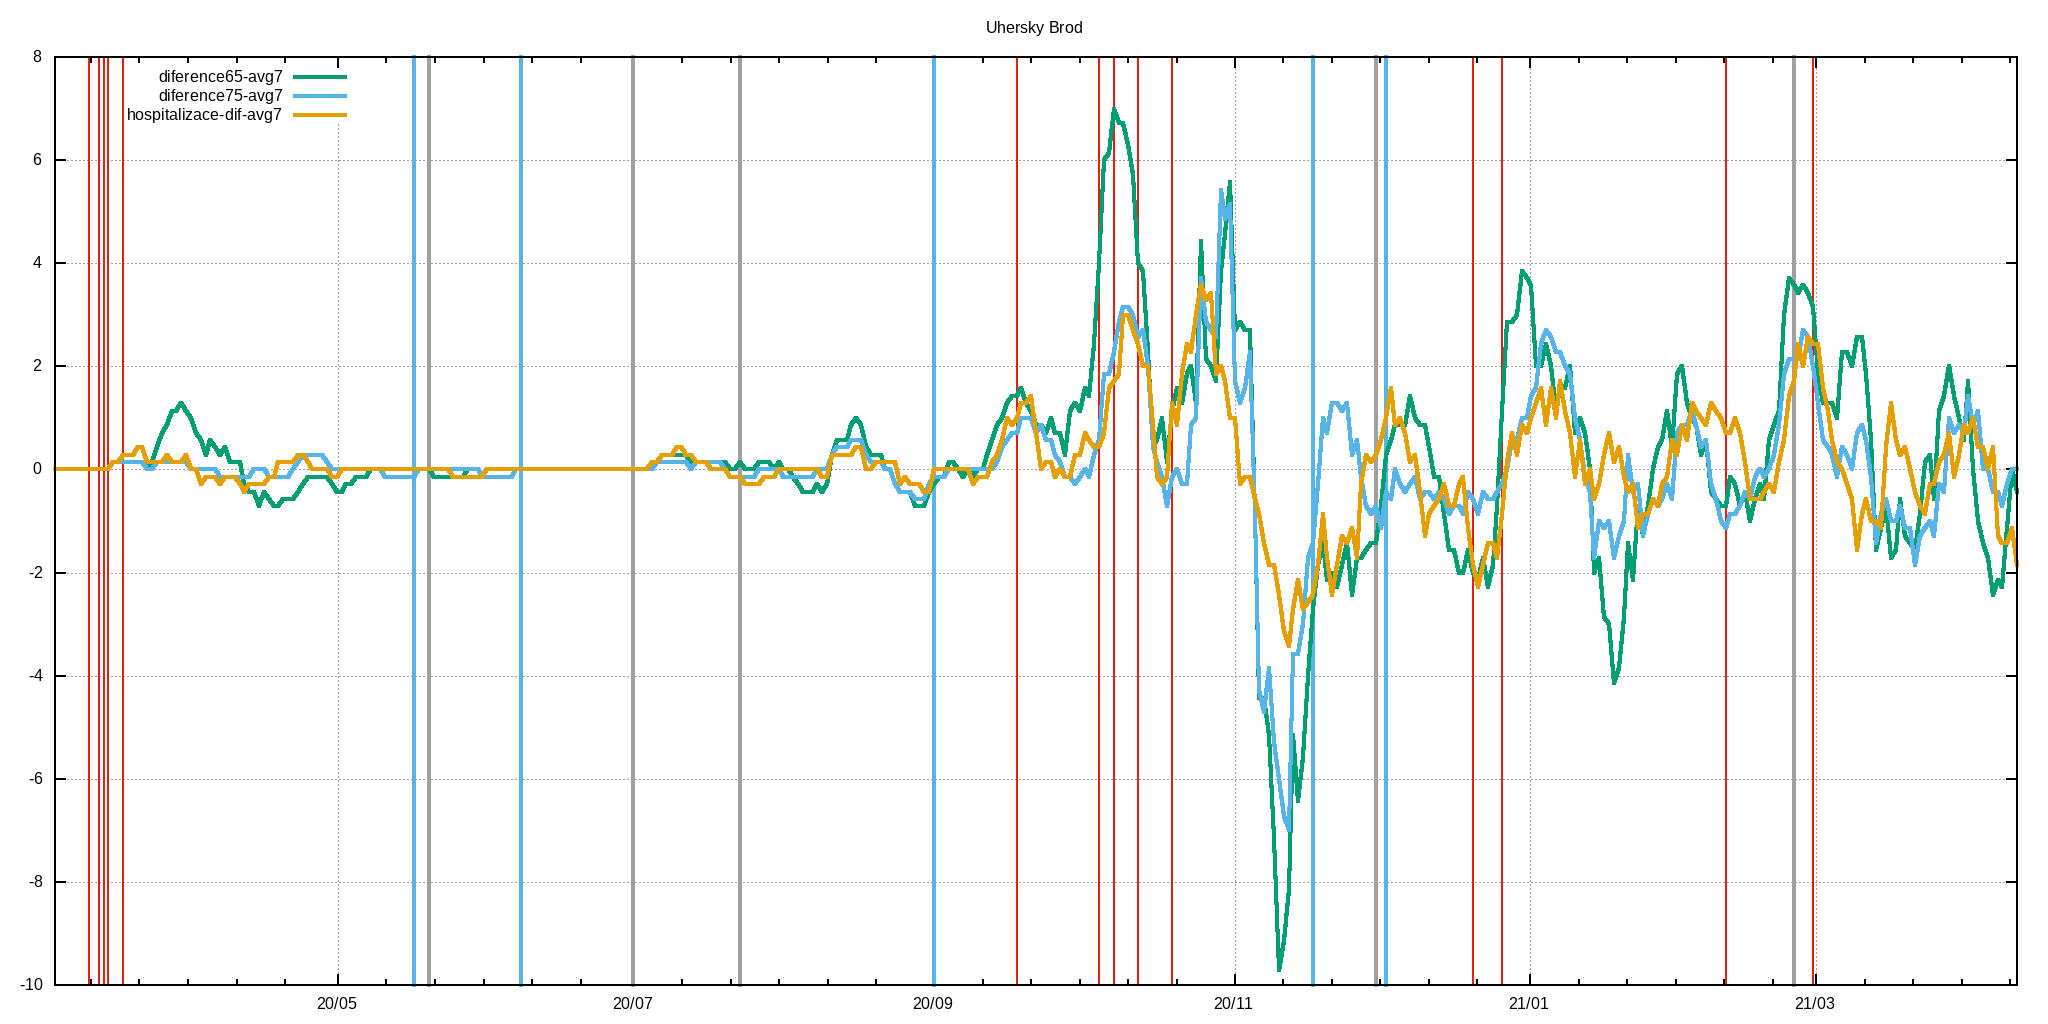 Uhersky Brod
8
diference65-avg7
diference75-avg7
hospitalizace-dif-avg7
6
4
2
0
-2
-4
-6
-8
-10
20/05 20/07 20/09 20/11 21/01 21/03